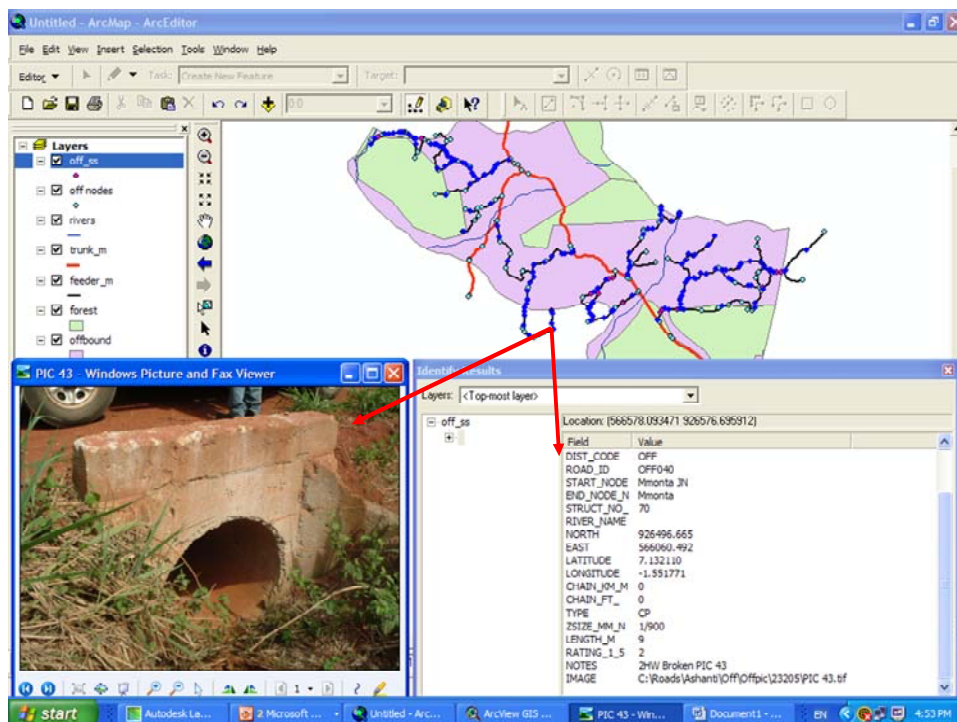 Untitled - ArcMap - ArcEditor
File Edit View Insert Selection Tools Window Help
Editor Task: Create New Feature Target:
0:0
Layers
off_ss
off nodes
rivers
trunk_m
feeder_m
forest
offbound
PIC 43 - Windows Picture and Fax Viewer
1
Identify Results
Layers: <Top-most layer>
off_ss
Location: (566578.093471 926576.695912)
Field Value
DIST_CODE OFF
ROAD_ID OFF040
START_NODE Mmonta JN
END_NODE_N Mmonta
STRUCT_NO_ 70
RIVER_NAME
NORTH 926496.665
EAST 566060.492
LATITUDE 7.132110
LONGITUDE -1.551771
CHAIN_KM_M 0
CHAIN_FT_ 0
TYPE CP
ZSIZE_MM_N 1/900
LENGTH_M 9
RATING_1_5 2
NOTES 2HW Broken PIC 43
IMAGE C:\Roads\Ashanti\Off\Offpic\23205\PIC 43.tif
start Autodesk La... 2 Microsoft ... Untitled - Arc... ArcView GIS ... PIC 43 - Win... Document1 - ... EN 4:53 PM